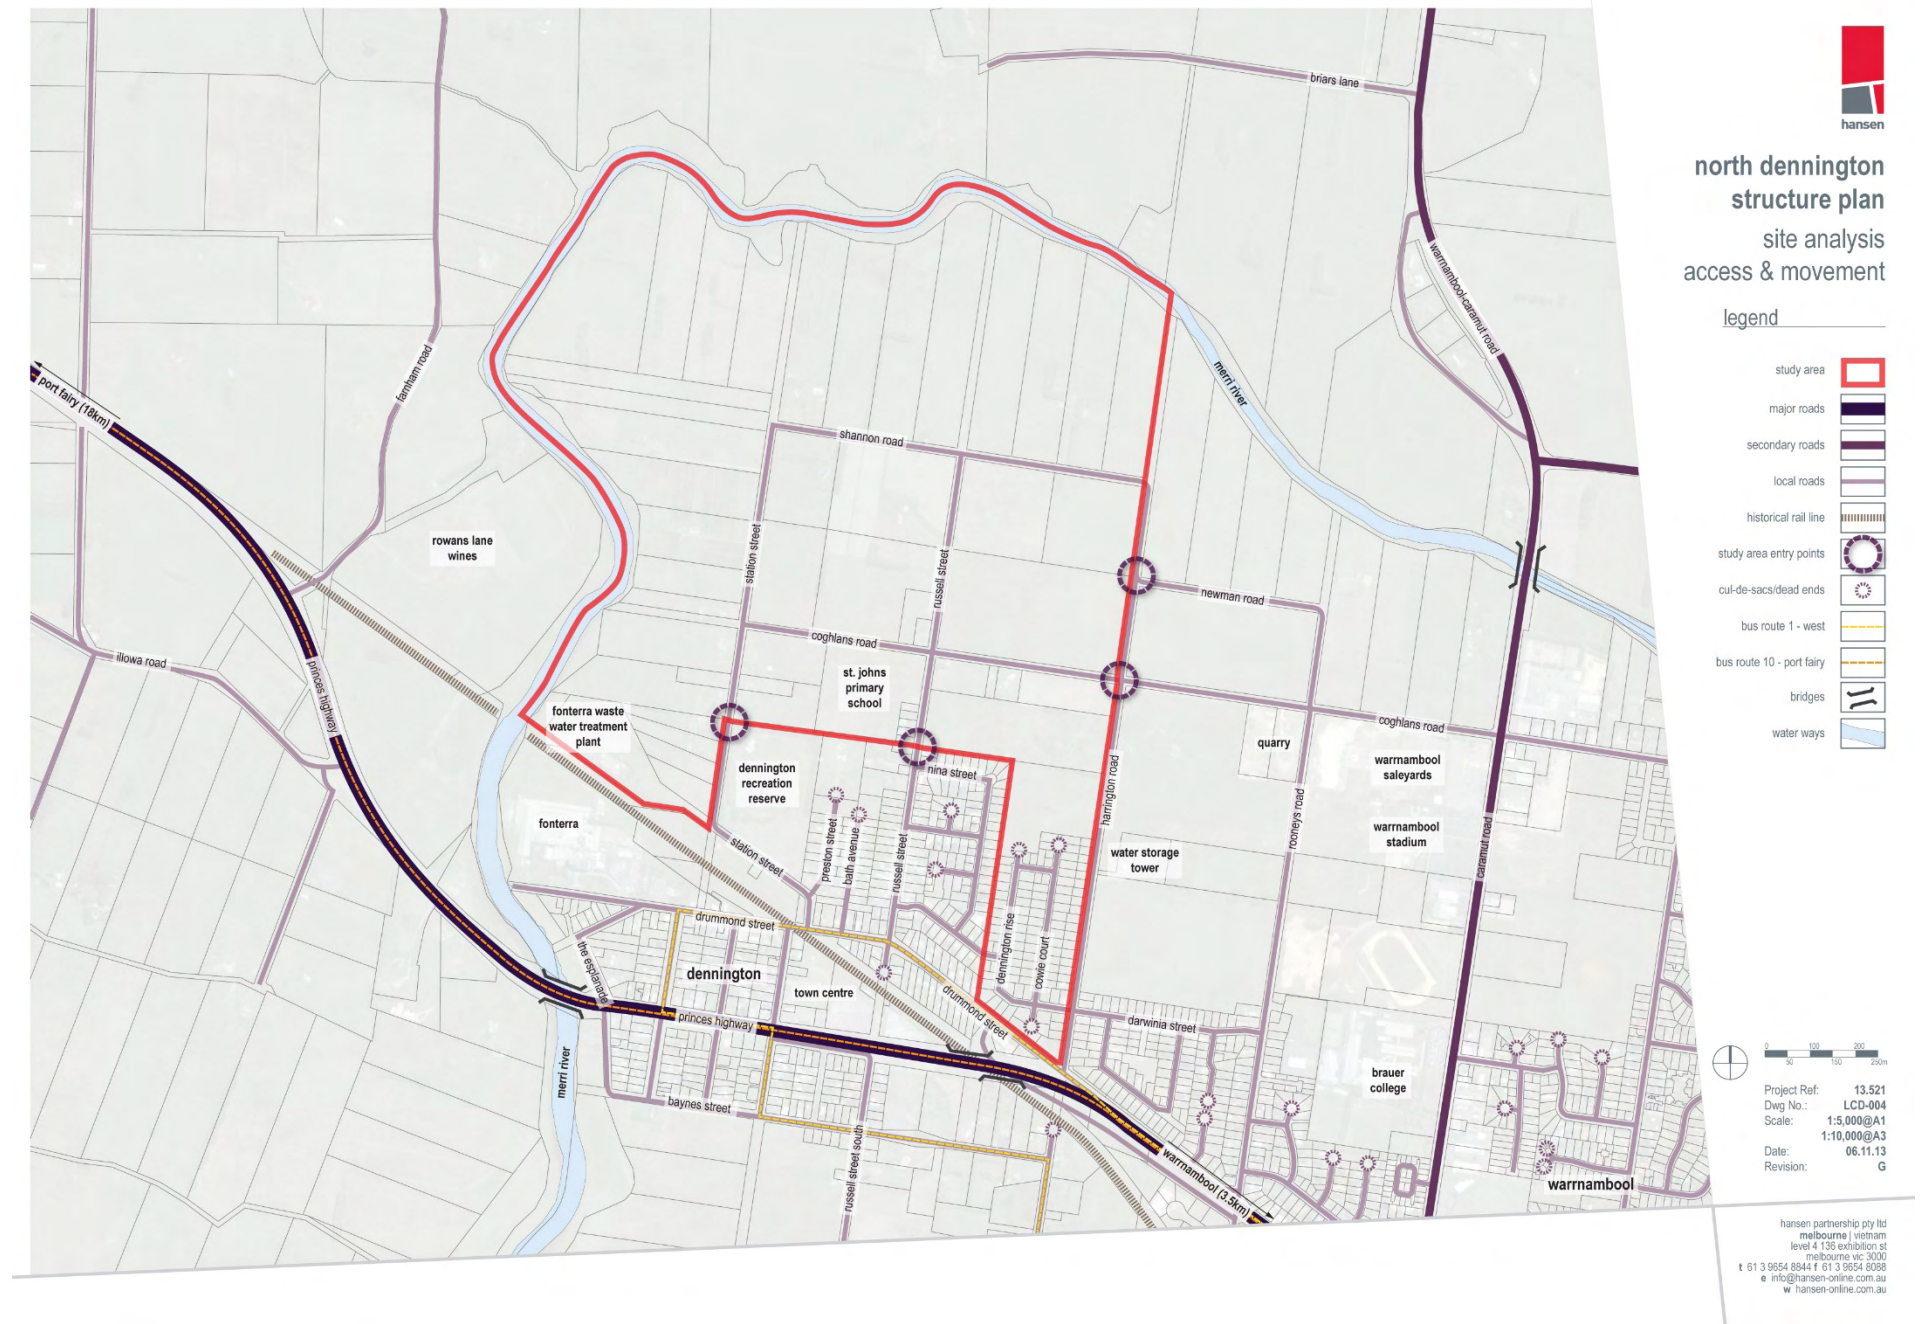 hansen
north dennington
structure plan
site analysis
access & movement
legend
study area
major roads
secondary roads
local roads
historical rail line
study area entry points
cul-de-sacs/dead ends
bus route 1 - west
bus route 10 - port fairy
bridges
water ways
briars lane
warrnambool-caramut road
farnham road
port fairy (18km)
merri river
shannon road
station street
russell street
rowans lane
wines
newman road
coghlans road
illowa road
princes highway
st. johns
primary
school
fonterra waste
water treatment
plant
coghlans road
quarry
warrnambool
saleyards
nina street
dennington
recreation
reserve
harrington road
rooneys road
fonterra
preston street
bath avenue
russell street
station street
water storage
tower
warrnambool
stadium
caramut road
drummond street
the esplanade
dennington
town centre
dennington rise
cowie court
drummond street
princes highway
darwinia street
merri river
baynes street
russell street south
brauer
college
warrnambool (3.5km)
warrnambool
0 100 200
50 150 250m
Project Ref: 13.521
Dwg No.: LCD-004
Scale: 1:5,000@A1
1:10,000@A3
Date: 06.11.13
Revision: G
hansen partnership pty ltd
melbourne | vietnam
level 4 136 exhibition st
melbourne vic 3000
t 61 3 9654 8844 f 61 3 9654 8088
e info@hansen-online.com.au
w hansen-online.com.au